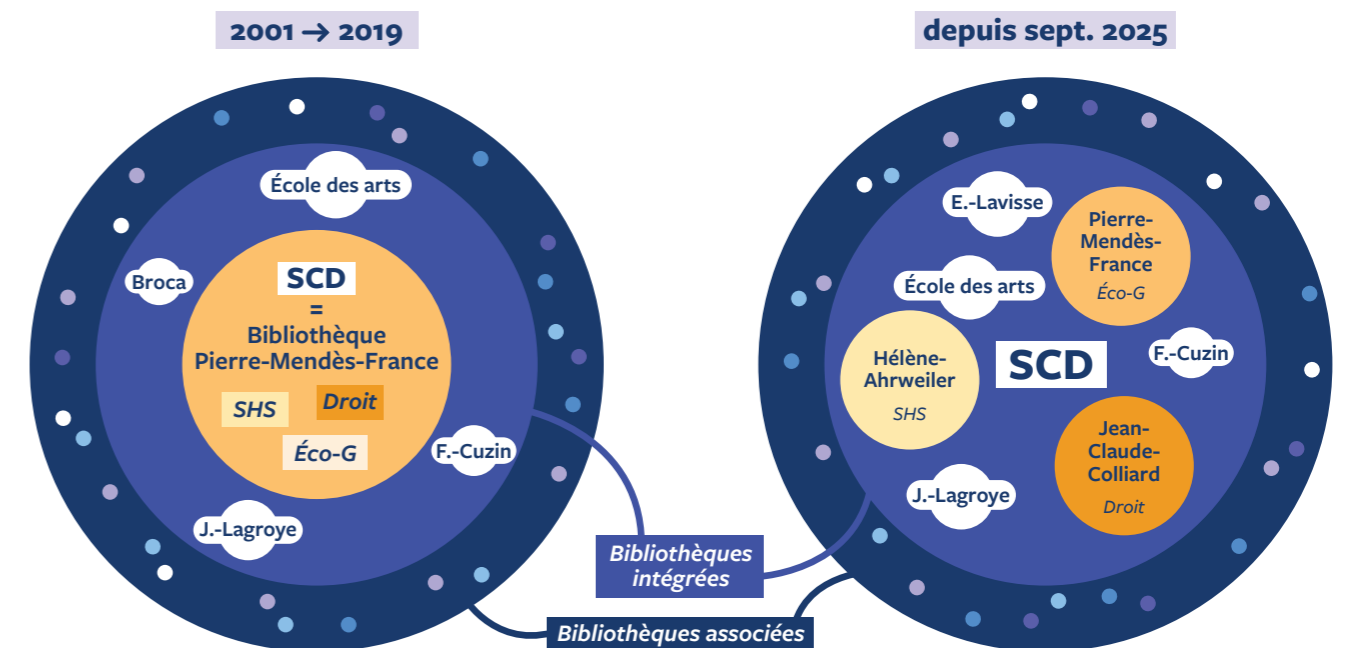 2001 → 2019
École des arts
Broca
SCD
=
Bibliothèque
Pierre-Mendès-France
SHS
Droit
Éco-G
F.-Cuzin
J.-Lagroye
depuis sept. 2025
E.-Lavisse
Pierre-
Mendès-
France
Éco-G
École des arts
F.-Cuzin
Hélène-
Ahrweiler
SHS
SCD
Jean-
Claude-
Colliard
Droit
J.-Lagroye
Bibliothèques
intégrées
Bibliothèques associées